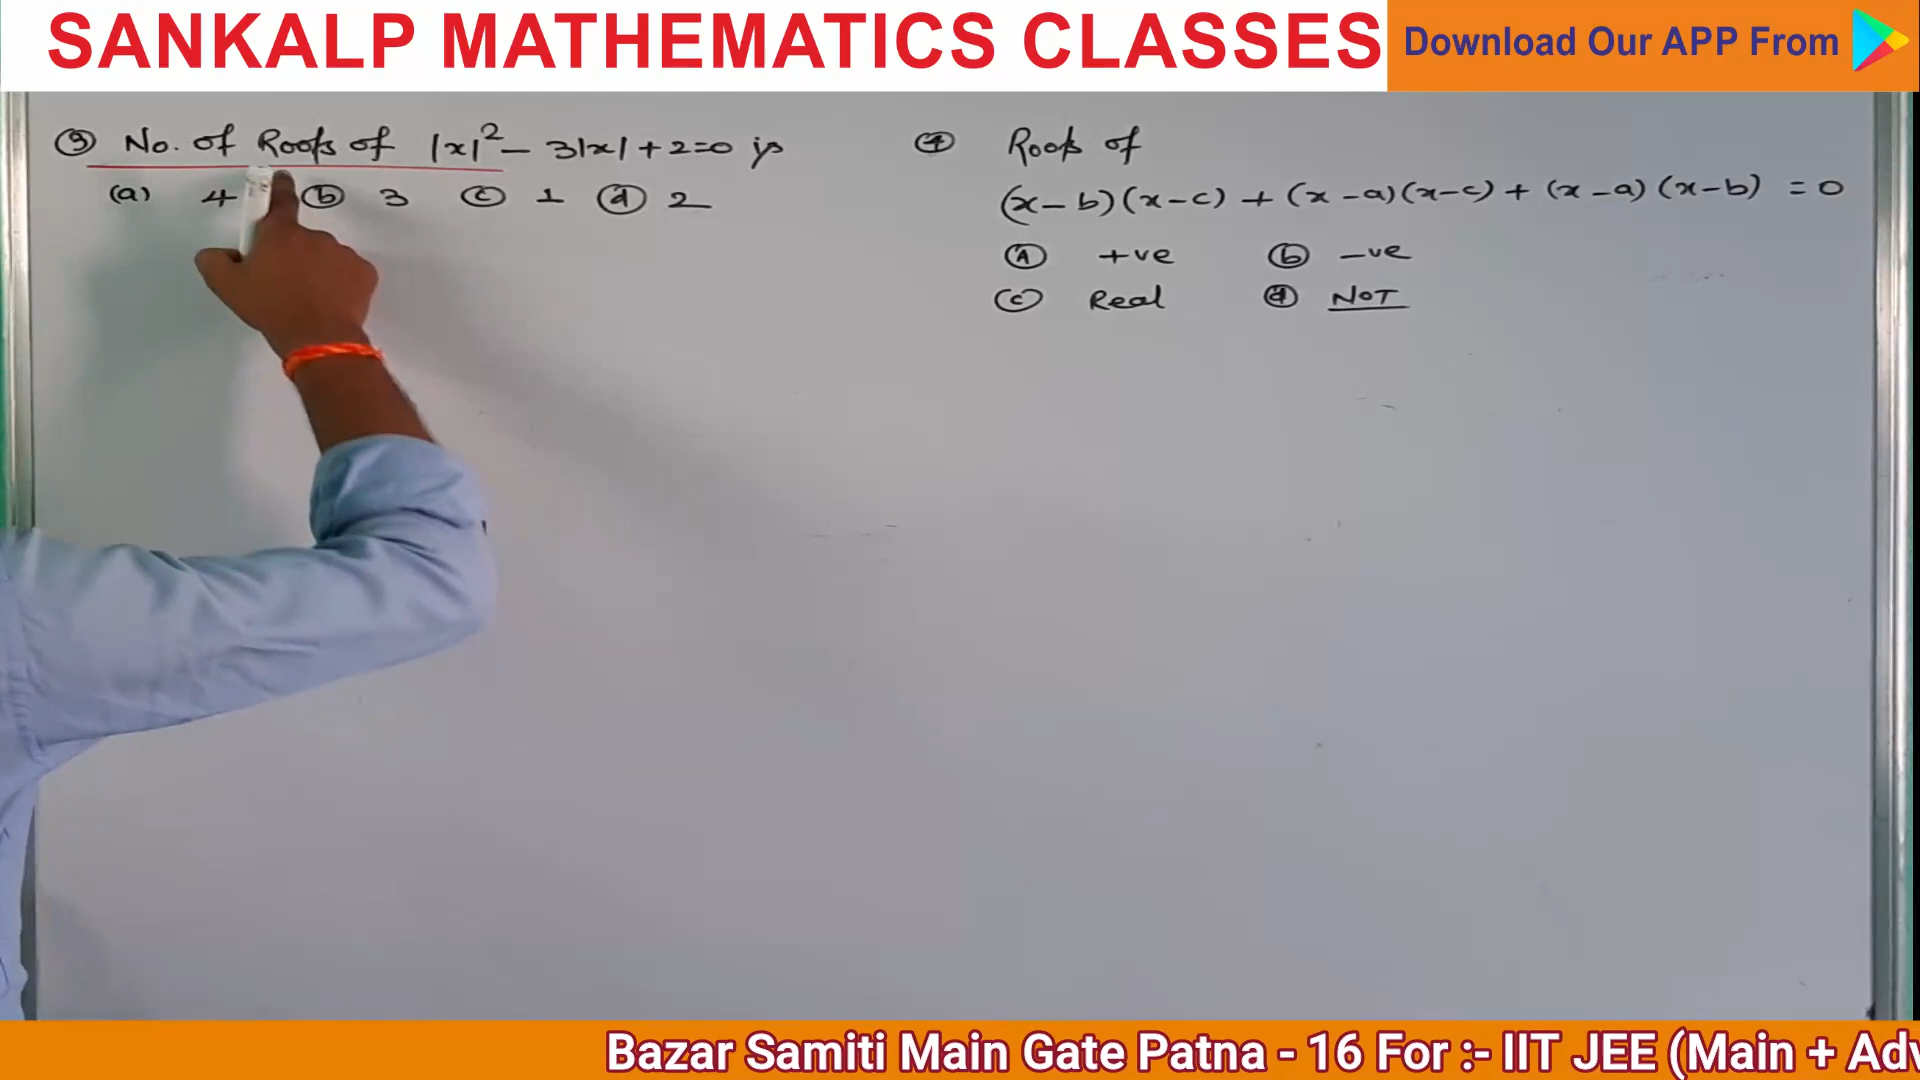 SANKALP MATHEMATICS CLASSES
Download Our APP From
③ No. of Roots of |x|² - 3|x| + 2 = 0 is
(a) 4 ⓑ 3 ⓒ 1 ⓓ 2
④ Roots of
(x-b)(x-c) + (x-a)(x-c) + (x-a)(x-b) = 0
Ⓐ +ve ⓑ -ve
ⓒ Real ⓓ NOT
Bazar Samiti Main Gate Patna - 16 For :- IIT JEE (Main + Adv